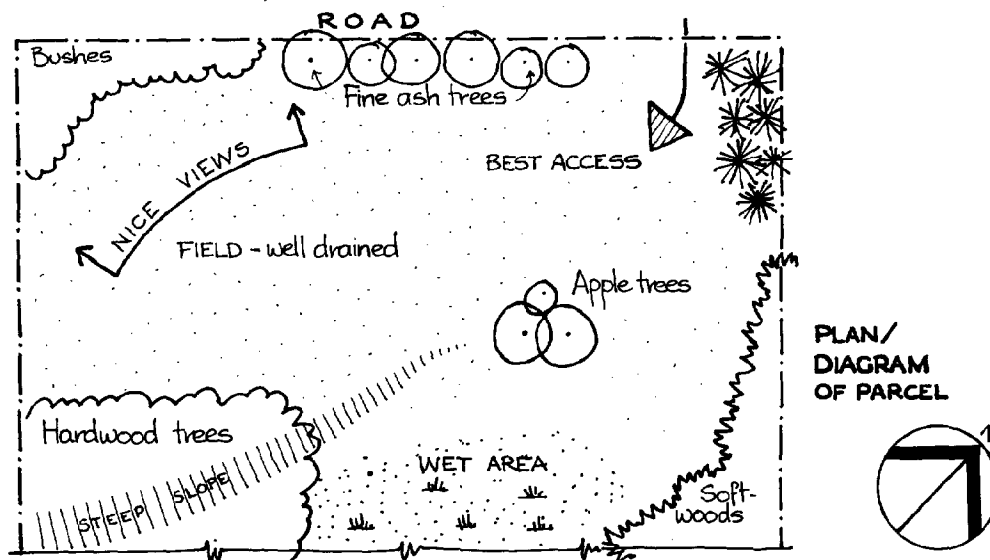 ROAD
Bushes
Fine ash trees
NICE VIEWS
BEST ACCESS
FIELD - well drained
Apple trees
PLAN/
DIAGRAM
OF PARCEL
Hardwood trees
WET AREA
STEEP SLOPE
Soft-
woods